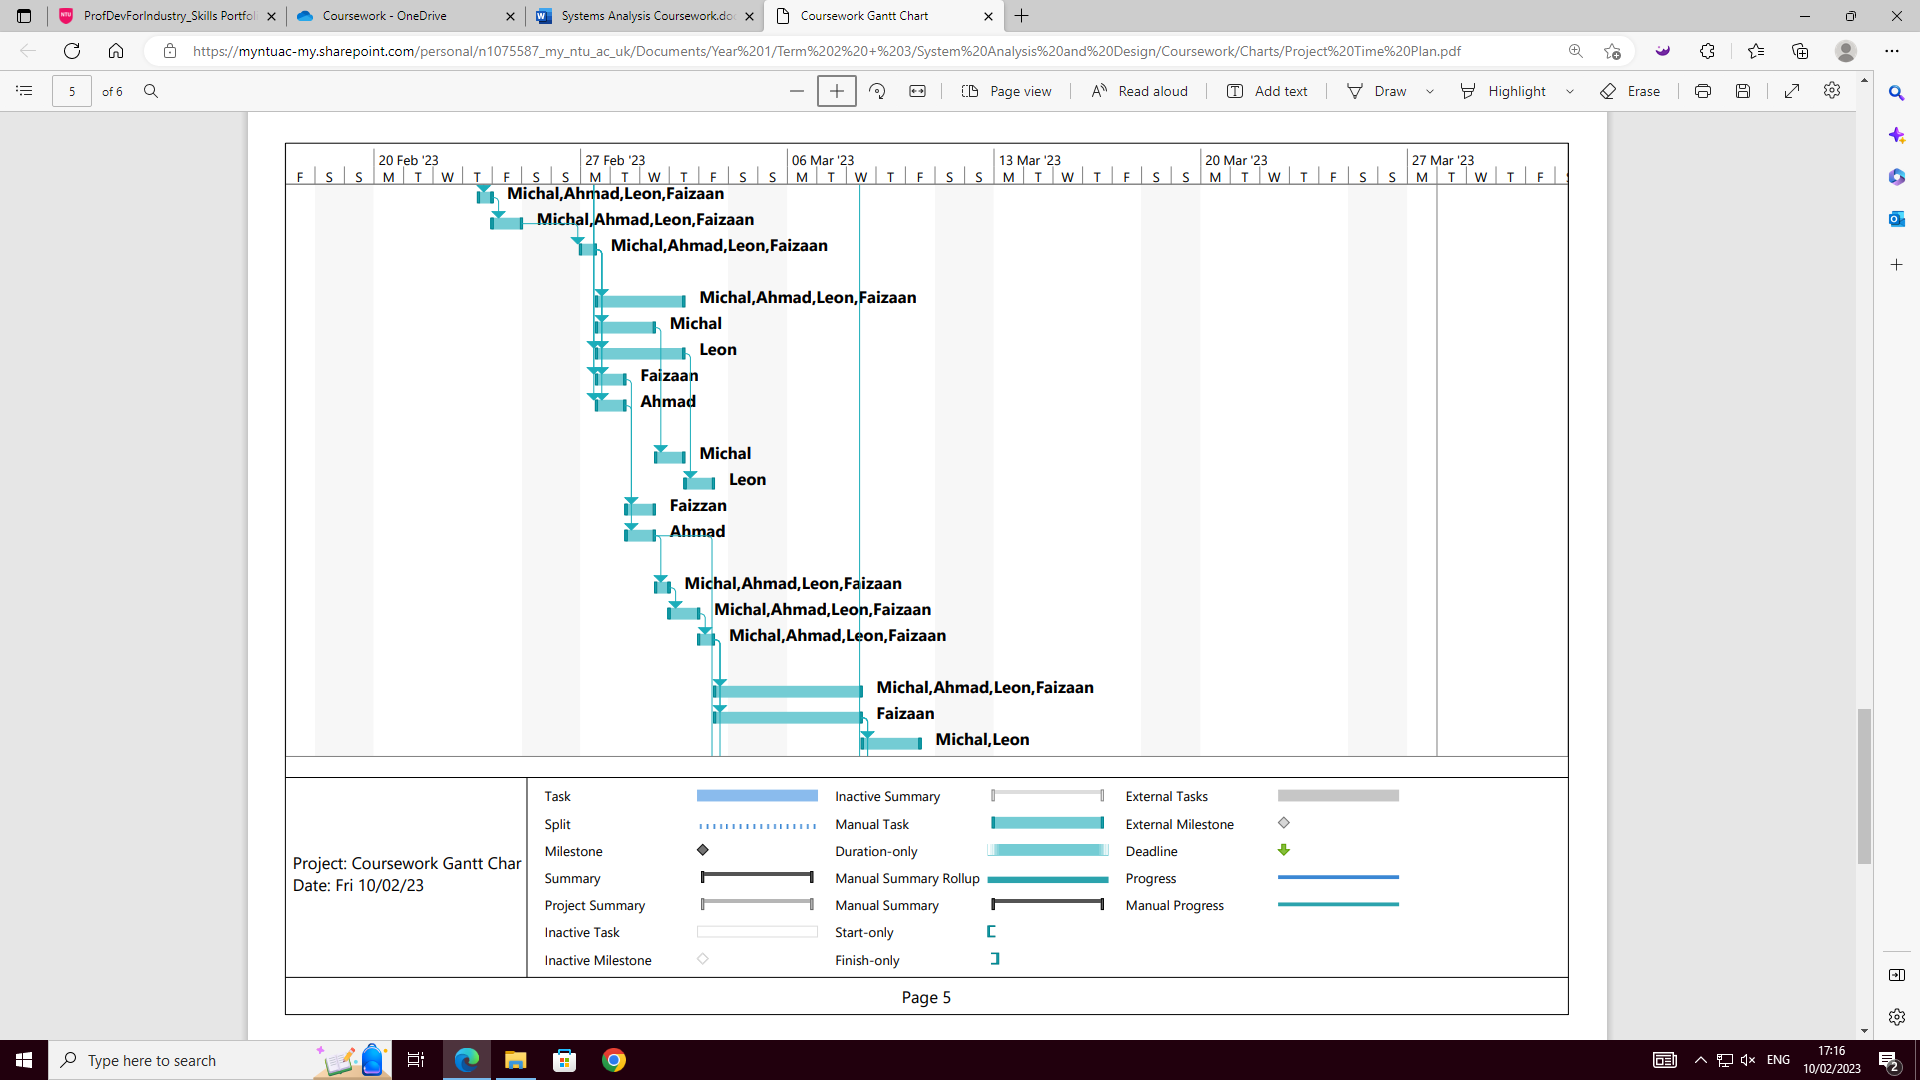 ProfDevForIndustry_Skills Portfoli
Coursework - OneDrive
Systems Analysis Coursework.doc
Coursework Gantt Chart
https://myntuac-my.sharepoint.com/personal/n1075587_my_ntu_ac_uk/Documents/Year%201/Term%202%20+%203/System%20Analysis%20and%20Design/Coursework/Charts/Project%20Time%20Plan.pdf
5 of 6 Page view Read aloud Add text Draw Highlight Erase
20 Feb '23 27 Feb '23 06 Mar '23 13 Mar '23 20 Mar '23 27 Mar '23
F S S M T W T F S S M T W T F S S M T W T F S S M T W T F S S M T W T F S S M T W T F
Michal,Ahmad,Leon,Faizaan
Michal,Ahmad,Leon,Faizaan
Michal,Ahmad,Leon,Faizaan
Michal,Ahmad,Leon,Faizaan
Michal
Leon
Faizaan
Ahmad
Michal
Leon
Faizzan
Ahmad
Michal,Ahmad,Leon,Faizaan
Michal,Ahmad,Leon,Faizaan
Michal,Ahmad,Leon,Faizaan
Michal,Ahmad,Leon,Faizaan
Faizaan
Michal,Leon
Project: Coursework Gantt Char
Date: Fri 10/02/23
Task
Split
Milestone
Summary
Project Summary
Inactive Task
Inactive Milestone
Inactive Summary
Manual Task
Duration-only
Manual Summary Rollup
Manual Summary
Start-only
Finish-only
External Tasks
External Milestone
Deadline
Progress
Manual Progress
Page 5
Type here to search
ENG
17:16
10/02/2023
2